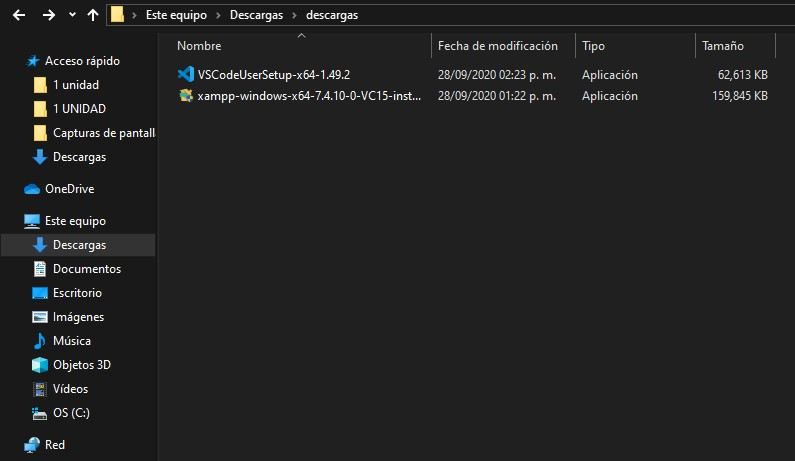 Este equipo Descargas descargas
Nombre Fecha de modificación Tipo Tamaño
VSCodeUserSetup-x64-1.49.2 28/09/2020 02:23 p. m. Aplicación 62,613 KB
xampp-windows-x64-7.4.10-0-VC15-inst... 28/09/2020 01:22 p. m. Aplicación 159,845 KB
Acceso rápido
1 unidad
1 UNIDAD
Capturas de pantall
Descargas
OneDrive
Este equipo
Descargas
Documentos
Escritorio
Imágenes
Música
Objetos 3D
Vídeos
OS (C:)
Red